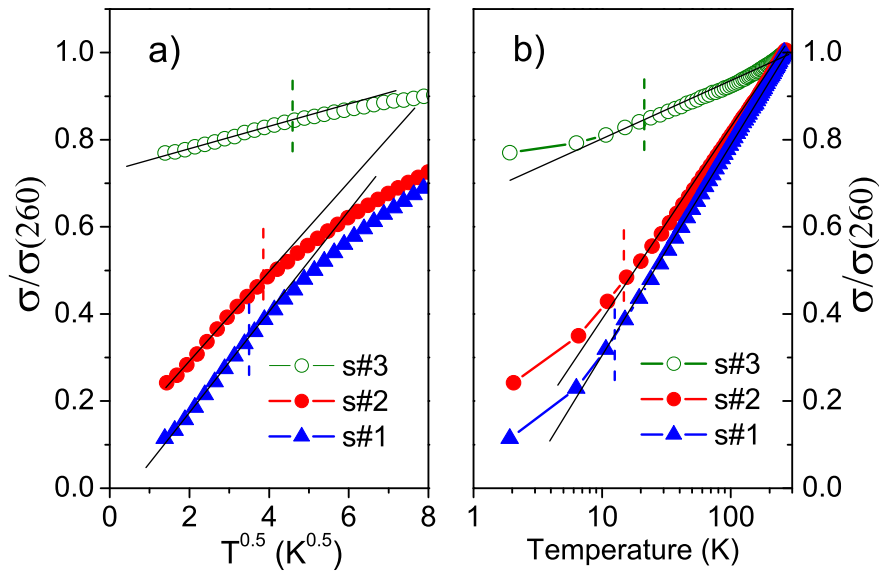 a)
b)
σ/σ(260)
1.0
0.8
0.6
0.4
0.2
0.0
s#3
s#2
s#1
0 2 4 6 8
T^0.5 (K^0.5)
s#3
s#2
s#1
1 10 100
Temperature (K)
1.0
0.8
0.6
0.4
0.2
0.0
σ/σ(260)